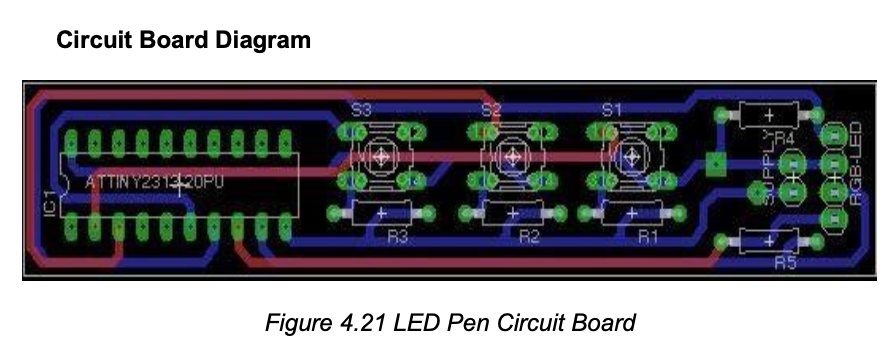 Circuit Board Diagram
S3 S2 S1
SUPPLY
R4
RGB-LED
ATTINY2313-20PU
IC1
R3 R2 R1
R5
Figure 4.21 LED Pen Circuit Board